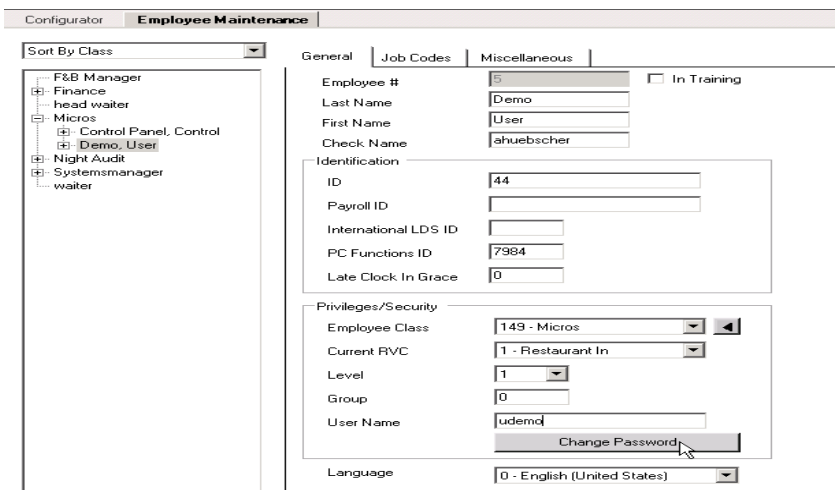 Configurator Employee Maintenance
Sort By Class
F&B Manager
Finance
head waiter
Micros
Control Panel, Control
Demo, User
Night Audit
Systemsmanager
waiter
General Job Codes Miscellaneous
Employee # 5 In Training
Last Name Demo
First Name User
Check Name ahuebscher
Identification
ID 44
Payroll ID
International LDS ID
PC Functions ID 7984
Late Clock In Grace 0
Privileges/Security
Employee Class 149 - Micros
Current RVC 1 - Restaurant In
Level 1
Group 0
User Name udemo
Change Password
Language 0 - English (United States)